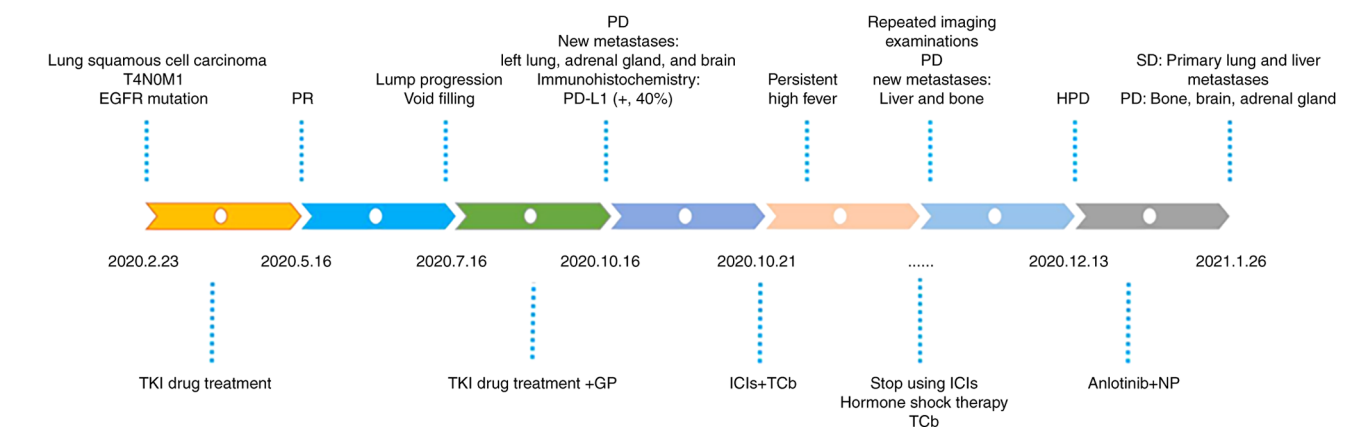 Lung squamous cell carcinoma
T4N0M1
EGFR mutation
PR
Lump progression
Void filling
PD
New metastases:
left lung, adrenal gland, and brain
Immunohistochemistry:
PD-L1 (+, 40%)
Persistent
high fever
Repeated imaging
examinations
PD
new metastases:
Liver and bone
HPD
SD: Primary lung and liver
metastases
PD: Bone, brain, adrenal gland
2020.2.23
2020.5.16
2020.7.16
2020.10.16
2020.10.21
......
2020.12.13
2021.1.26
TKI drug treatment
TKI drug treatment +GP
ICIs+TCb
Stop using ICIs
Hormone shock therapy
TCb
Anlotinib+NP